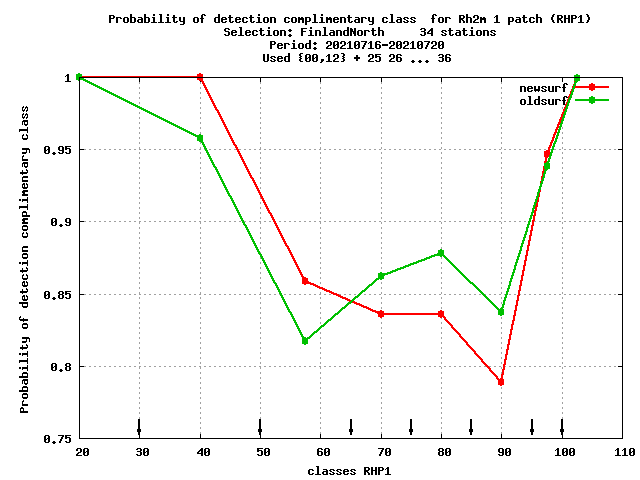 Probability of detection complimentary class  for Rh2m 1 patch (RHP1)
Selection: FinlandNorth     34 stations
Period: 20210716-20210720
Used {00,12} + 25 26 ... 36
newsurf
oldsurf
Probability of detection complimentary class
1
0.95
0.9
0.85
0.8
0.75
20 30 40 50 60 70 80 90 100 110
classes RHP1